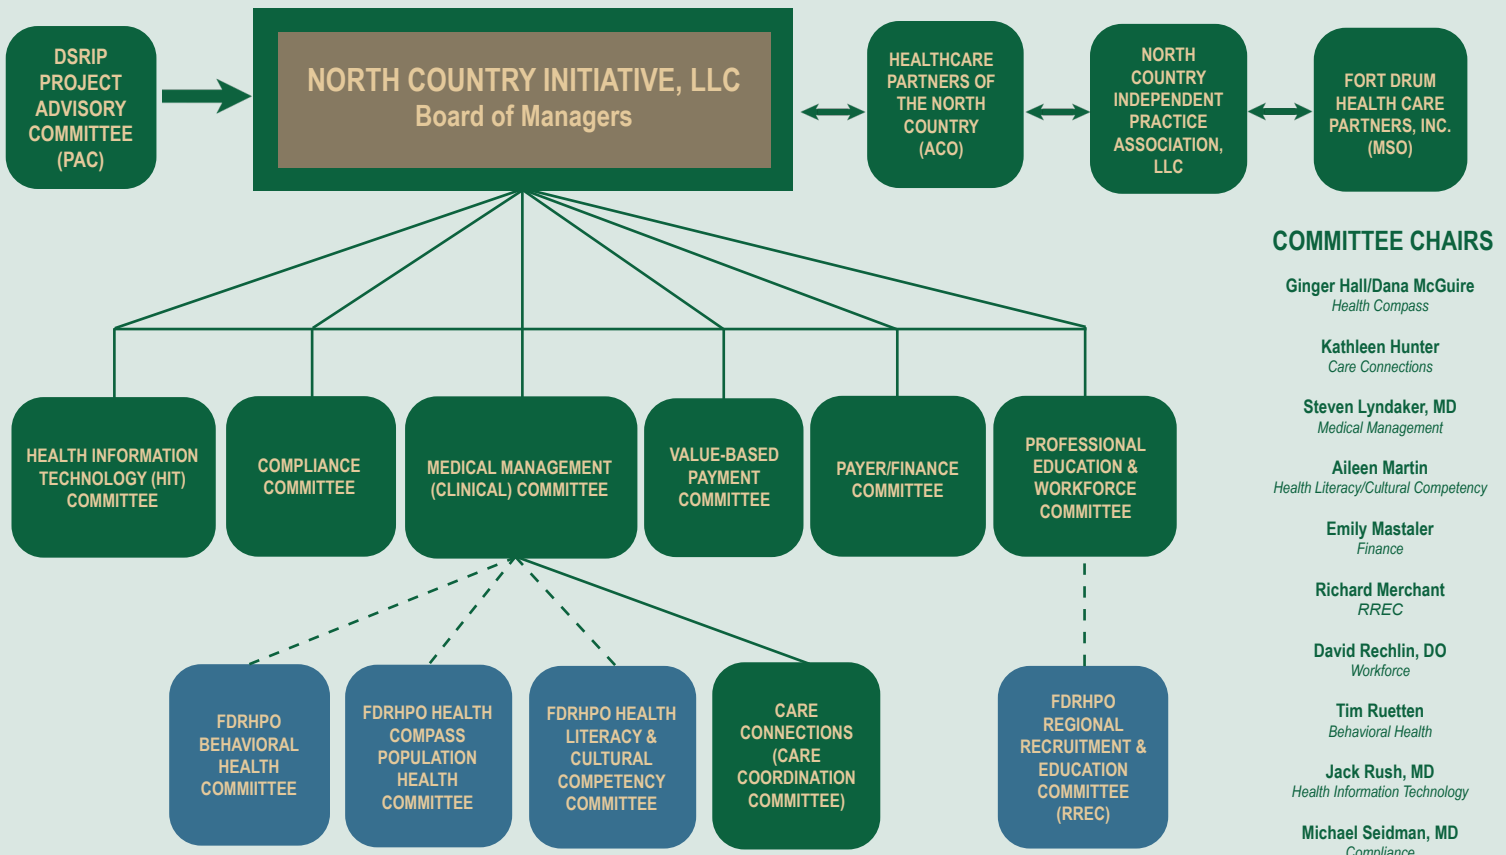 DSRIP
PROJECT
ADVISORY
COMMITTEE
(PAC)
NORTH COUNTRY INITIATIVE, LLC
Board of Managers
HEALTHCARE
PARTNERS OF
THE NORTH
COUNTRY
(ACO)
NORTH
COUNTRY
INDEPENDENT
PRACTICE
ASSOCIATION,
LLC
FORT DRUM
HEALTH CARE
PARTNERS, INC.
(MSO)
HEALTH INFORMATION
TECHNOLOGY (HIT)
COMMITTEE
COMPLIANCE
COMMITTEE
MEDICAL MANAGEMENT
(CLINICAL) COMMITTEE
VALUE-BASED
PAYMENT
COMMITTEE
PAYER/FINANCE
COMMITTEE
PROFESSIONAL
EDUCATION &
WORKFORCE
COMMITTEE
FDRHPO
BEHAVIORAL
HEALTH
COMMIITTEE
FDRHPO HEALTH
COMPASS
POPULATION
HEALTH
COMMITTEE
FDRHPO HEALTH
LITERACY &
CULTURAL
COMPETENCY
COMMITTEE
CARE
CONNECTIONS
(CARE
COORDINATION
COMMITTEE)
FDRHPO
REGIONAL
RECRUITMENT &
EDUCATION
COMMITTEE
(RREC)
COMMITTEE CHAIRS
Ginger Hall/Dana McGuire
Health Compass
Kathleen Hunter
Care Connections
Steven Lyndaker, MD
Medical Management
Aileen Martin
Health Literacy/Cultural Competency
Emily Mastaler
Finance
Richard Merchant
RREC
David Rechlin, DO
Workforce
Tim Ruetten
Behavioral Health
Jack Rush, MD
Health Information Technology
Michael Seidman, MD
Compliance